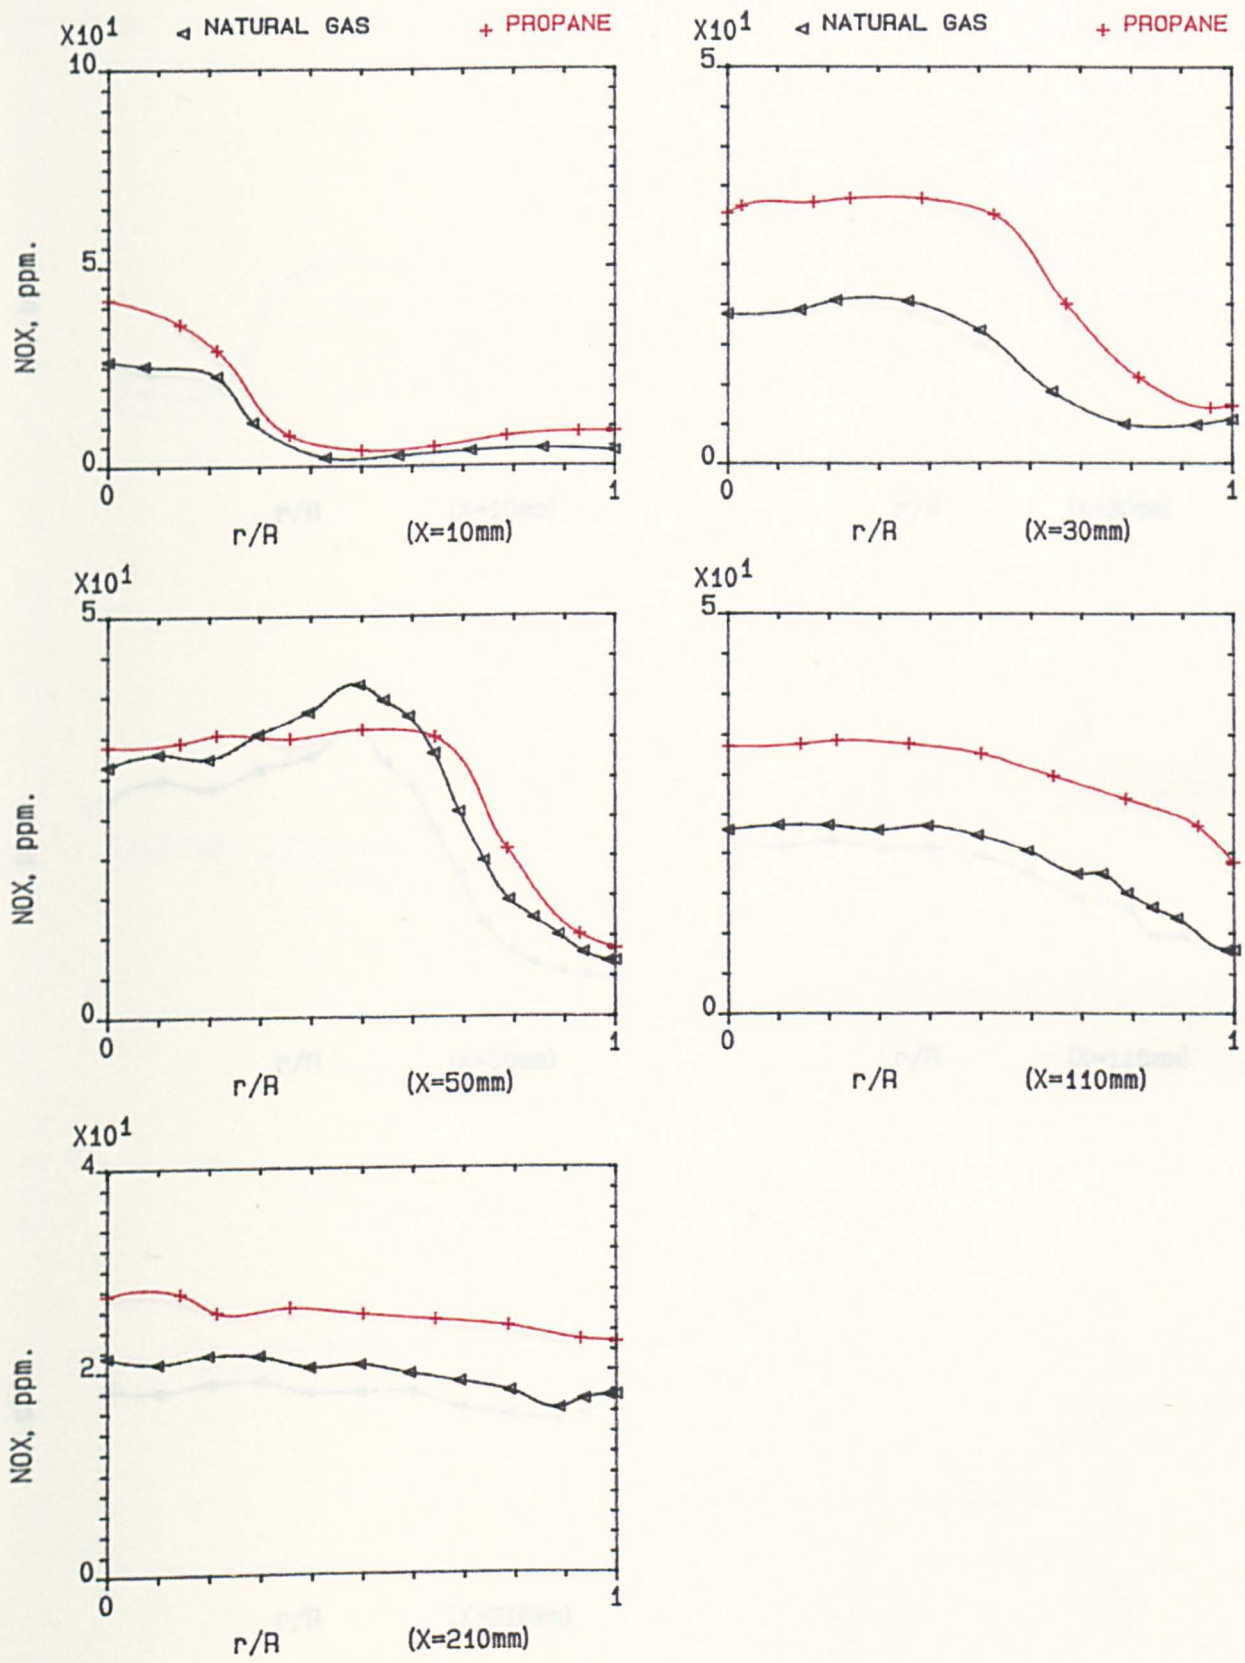 X10¹ NATURAL GAS + PROPANE
10
5
0
NOX, ppm.
0 1
r/R (X=10mm)
X10¹ NATURAL GAS + PROPANE
5
0
0 1
r/R (X=30mm)
X10¹
5
0
NOX, ppm.
0 1
r/R (X=50mm)
X10¹
5
0
0 1
r/R (X=110mm)
X10¹
4
2
0
NOX, ppm.
0 1
r/R (X=210mm)